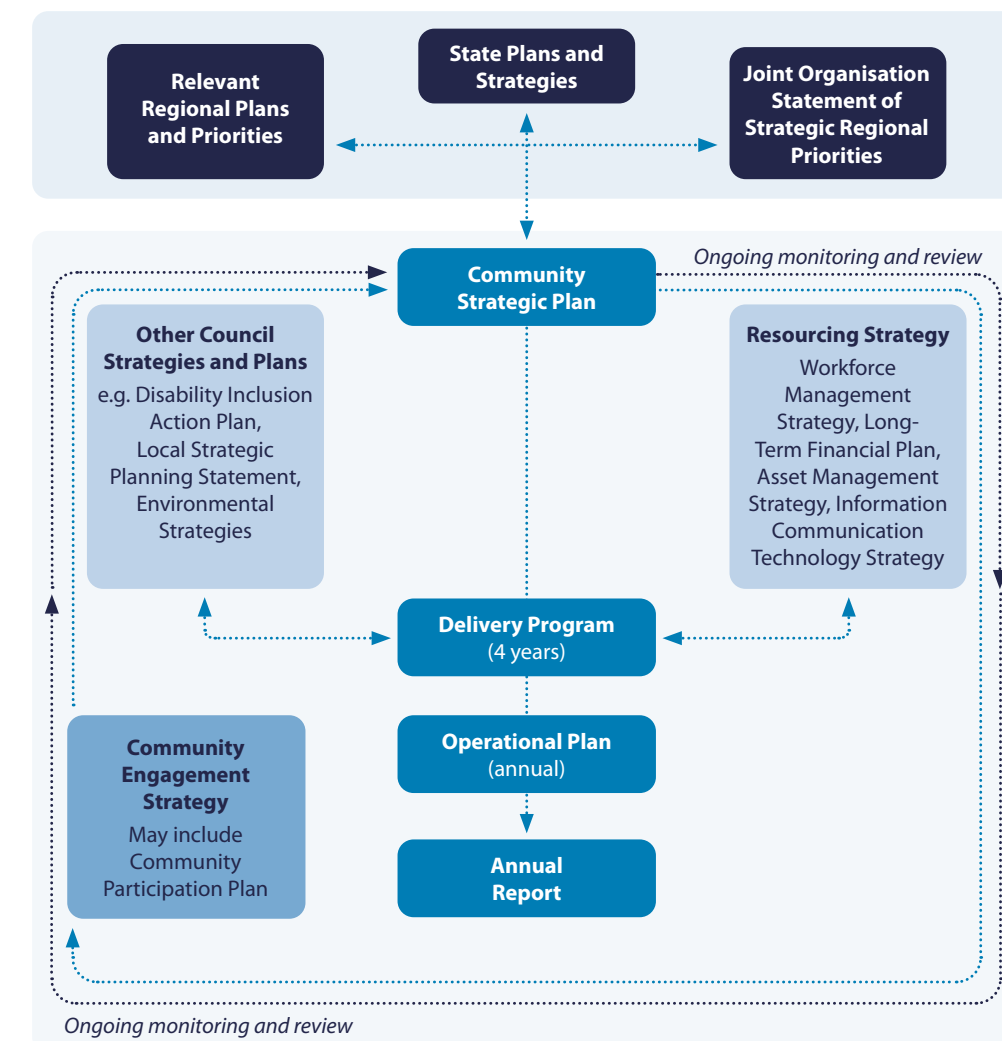 Relevant
Regional Plans
and Priorities
State Plans and
Strategies
Joint Organisation
Statement of
Strategic Regional
Priorities
Community
Strategic Plan
Ongoing monitoring and review
Other Council
Strategies and Plans
e.g. Disability Inclusion
Action Plan,
Local Strategic
Planning Statement,
Environmental
Strategies
Resourcing Strategy
Workforce
Management
Strategy, Long-
Term Financial Plan,
Asset Management
Strategy, Information
Communication
Technology Strategy
Delivery Program
(4 years)
Community
Engagement
Strategy
May include
Community
Participation Plan
Operational Plan
(annual)
Annual
Report
Ongoing monitoring and review